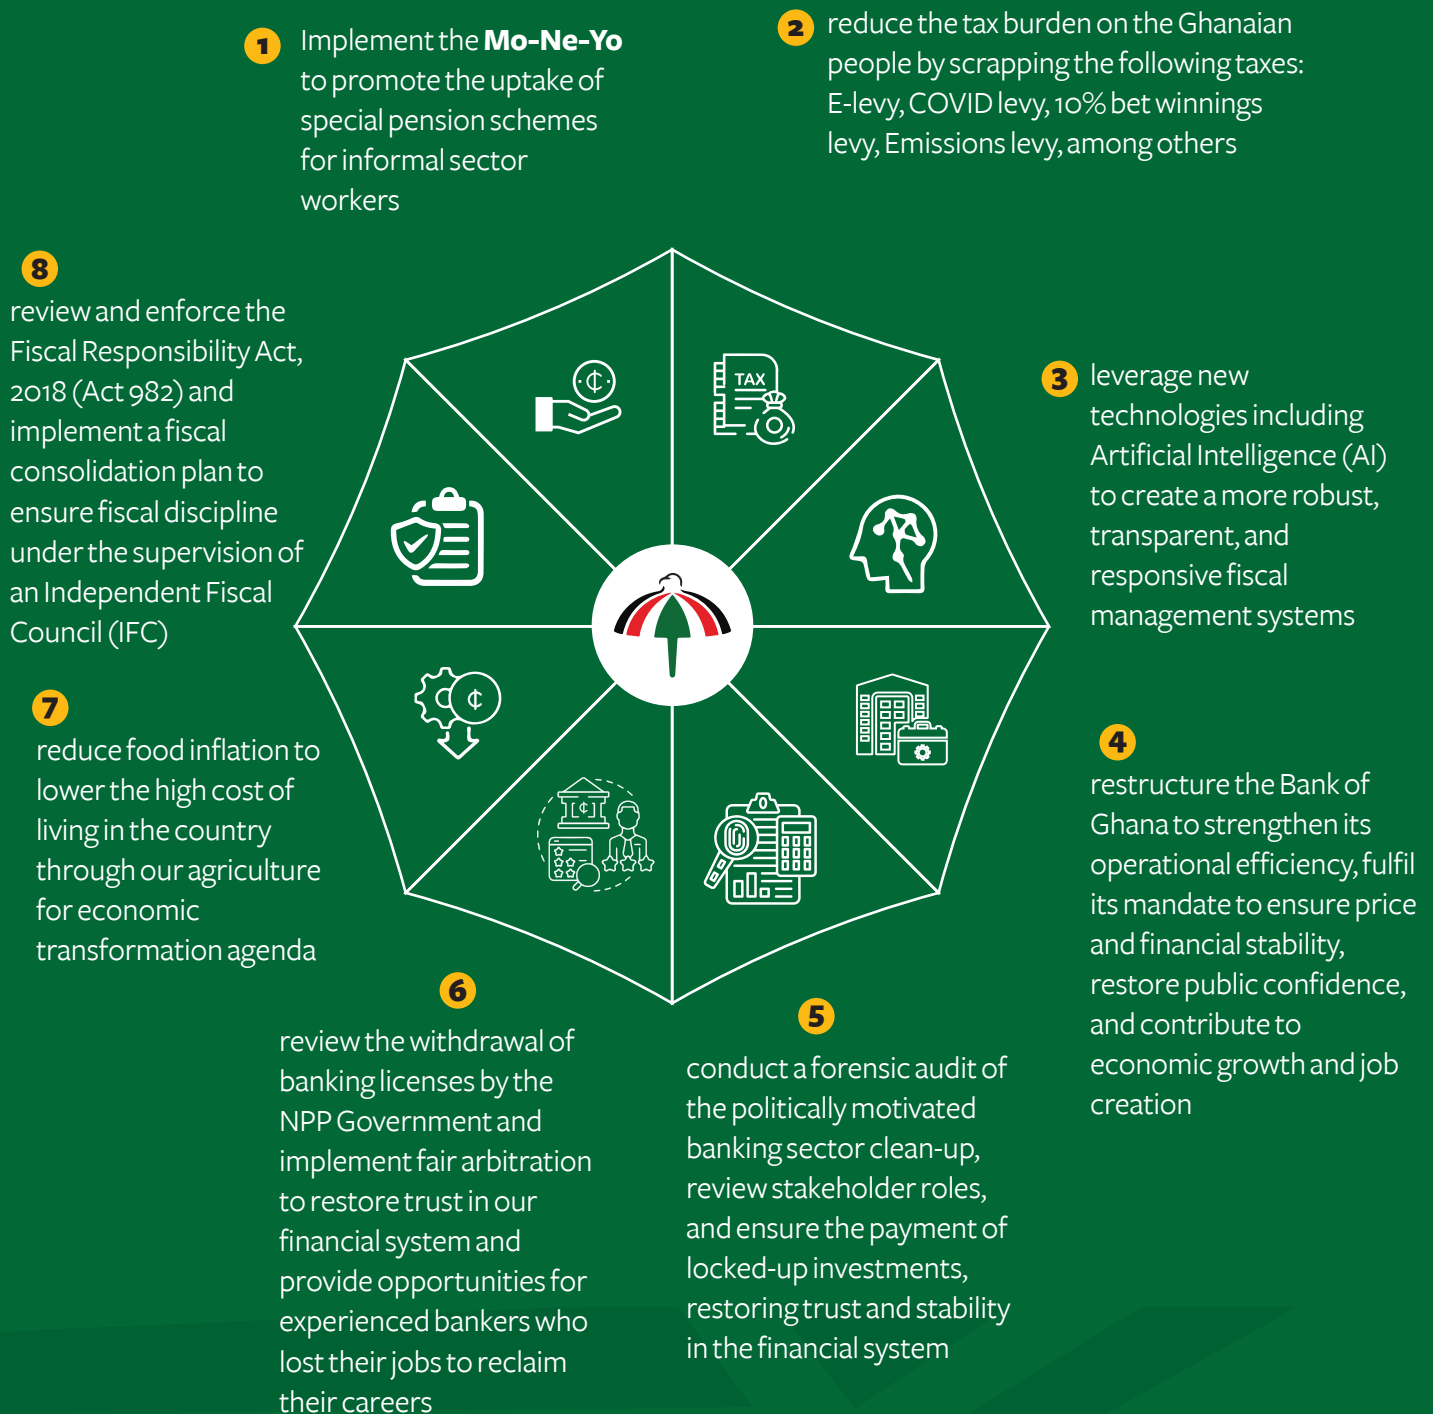 1
Implement the Mo-Ne-Yo
to promote the uptake of
special pension schemes
for informal sector
workers
2
reduce the tax burden on the Ghanaian
people by scrapping the following taxes:
E-levy, COVID levy, 10% bet winnings
levy, Emissions levy, among others
3
leverage new
technologies including
Artificial Intelligence (AI)
to create a more robust,
transparent, and
responsive fiscal
management systems
4
restructure the Bank of
Ghana to strengthen its
operational efficiency, fulfil
its mandate to ensure price
and financial stability,
restore public confidence,
and contribute to
economic growth and job
creation
5
conduct a forensic audit of
the politically motivated
banking sector clean-up,
review stakeholder roles,
and ensure the payment of
locked-up investments,
restoring trust and stability
in the financial system
6
review the withdrawal of
banking licenses by the
NPP Government and
implement fair arbitration
to restore trust in our
financial system and
provide opportunities for
experienced bankers who
lost their jobs to reclaim
their careers
7
reduce food inflation to
lower the high cost of
living in the country
through our agriculture
for economic
transformation agenda
8
review and enforce the
Fiscal Responsibility Act,
2018 (Act 982) and
implement a fiscal
consolidation plan to
ensure fiscal discipline
under the supervision of
an Independent Fiscal
Council (IFC)
¢
TAX
¢
¢